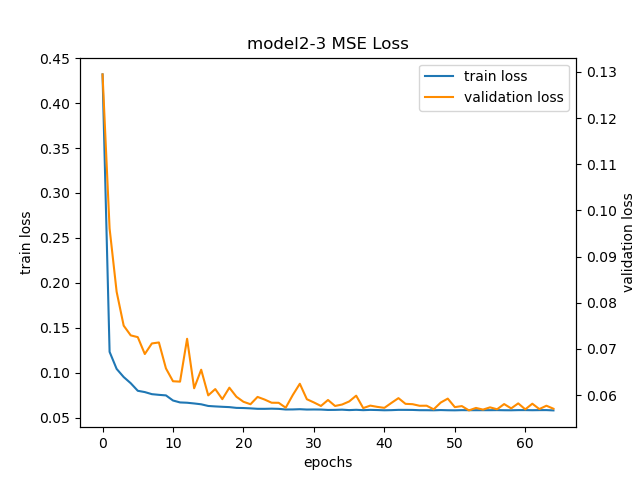 model2-3 MSE Loss
train loss
validation loss
0.45
0.40
0.35
0.30
0.25
0.20
0.15
0.10
0.05
train loss
0.13
0.12
0.11
0.10
0.09
0.08
0.07
0.06
validation loss
0 10 20 30 40 50 60
epochs